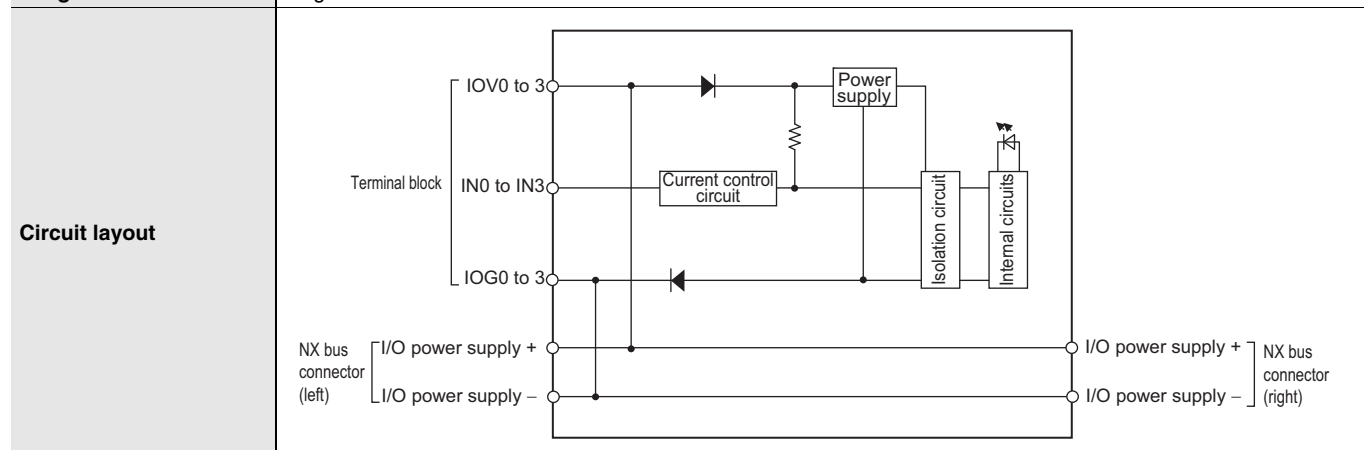 Circuit layout
Terminal block
IOV0 to 3
IN0 to IN3
IOG0 to 3
Current control
circuit
Power
supply
Isolation circuit
Internal circuits
NX bus
connector
(left)
I/O power supply +
I/O power supply –
I/O power supply +
I/O power supply –
NX bus
connector
(right)